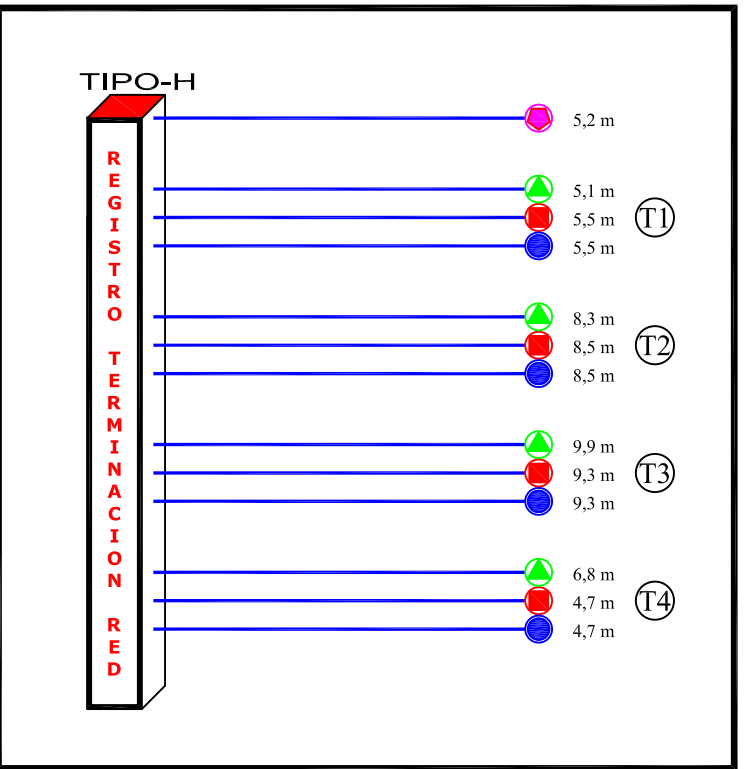 TIPO-H
REGISTRO TERMINACION RED
5,2 m
5,1 m
5,5 m
T1
5,5 m
8,3 m
8,5 m
T2
8,5 m
9,9 m
9,3 m
T3
9,3 m
6,8 m
4,7 m
T4
4,7 m